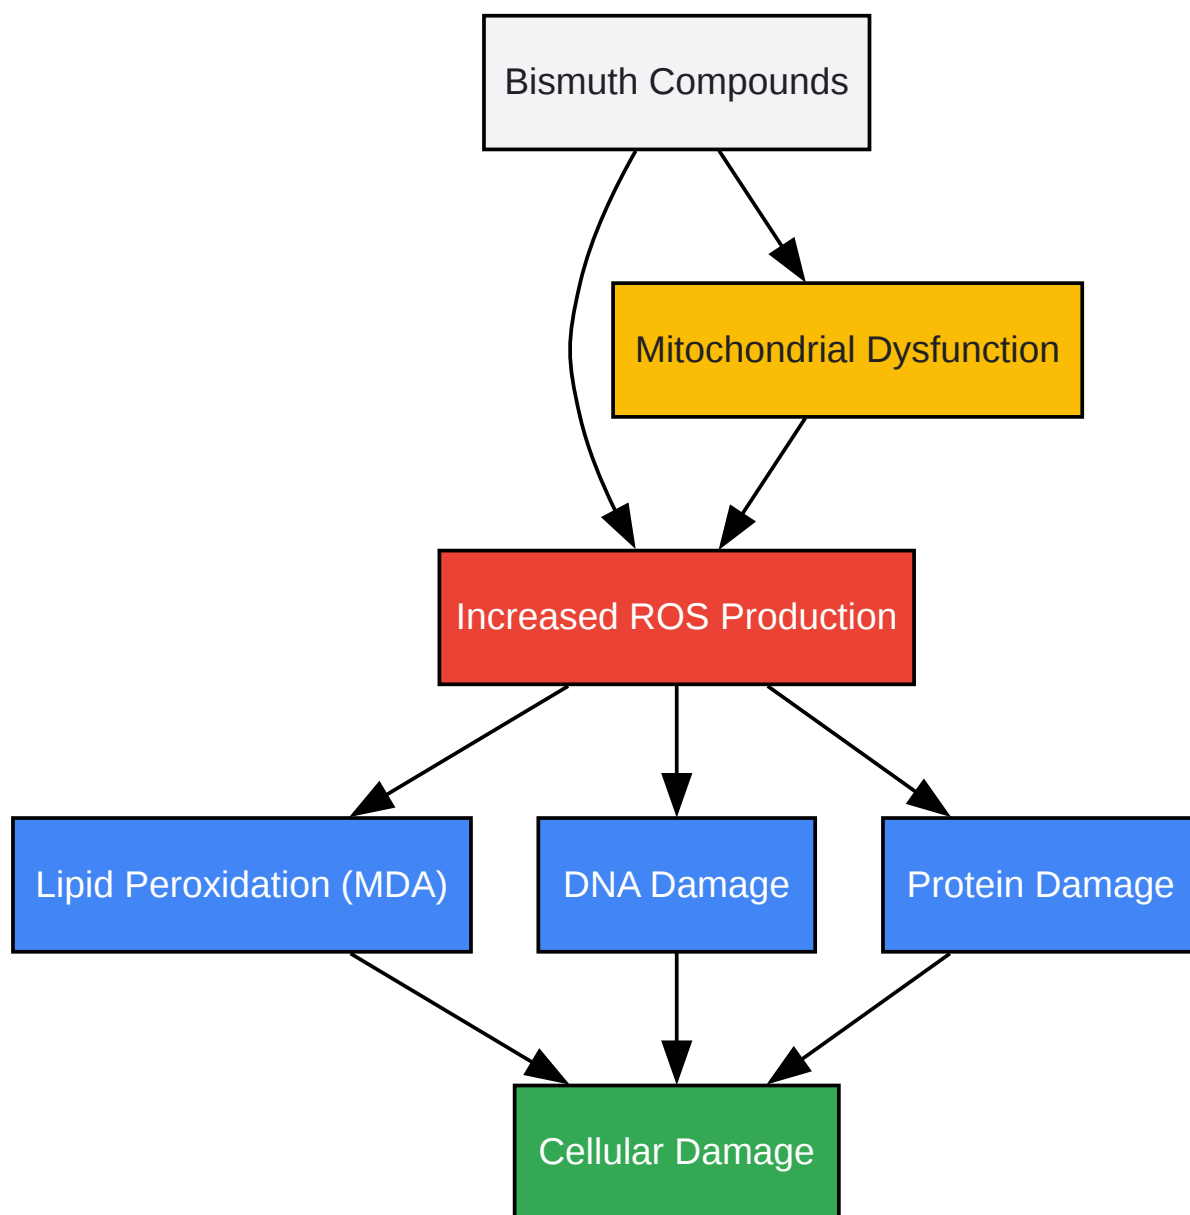 Bismuth Compounds
Mitochondrial Dysfunction
Increased ROS Production
Lipid Peroxidation (MDA)
DNA Damage
Protein Damage
Cellular Damage